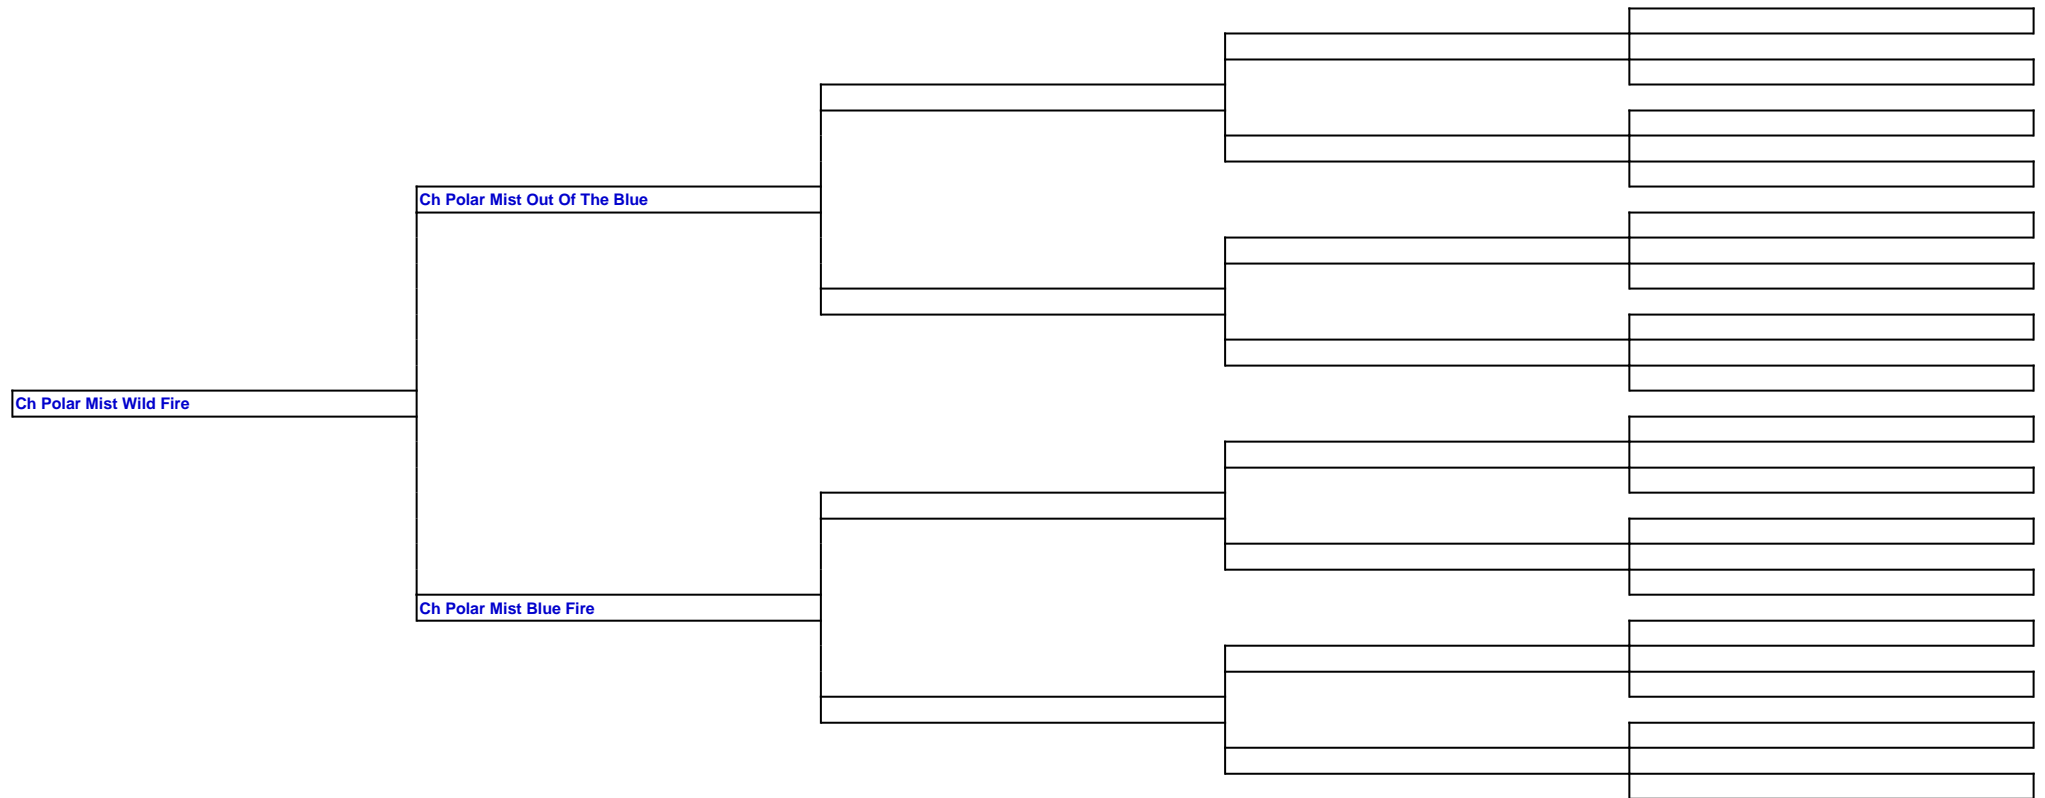 Ch Polar Mist Out Of The Blue
Ch Polar Mist Wild Fire
Ch Polar Mist Blue Fire